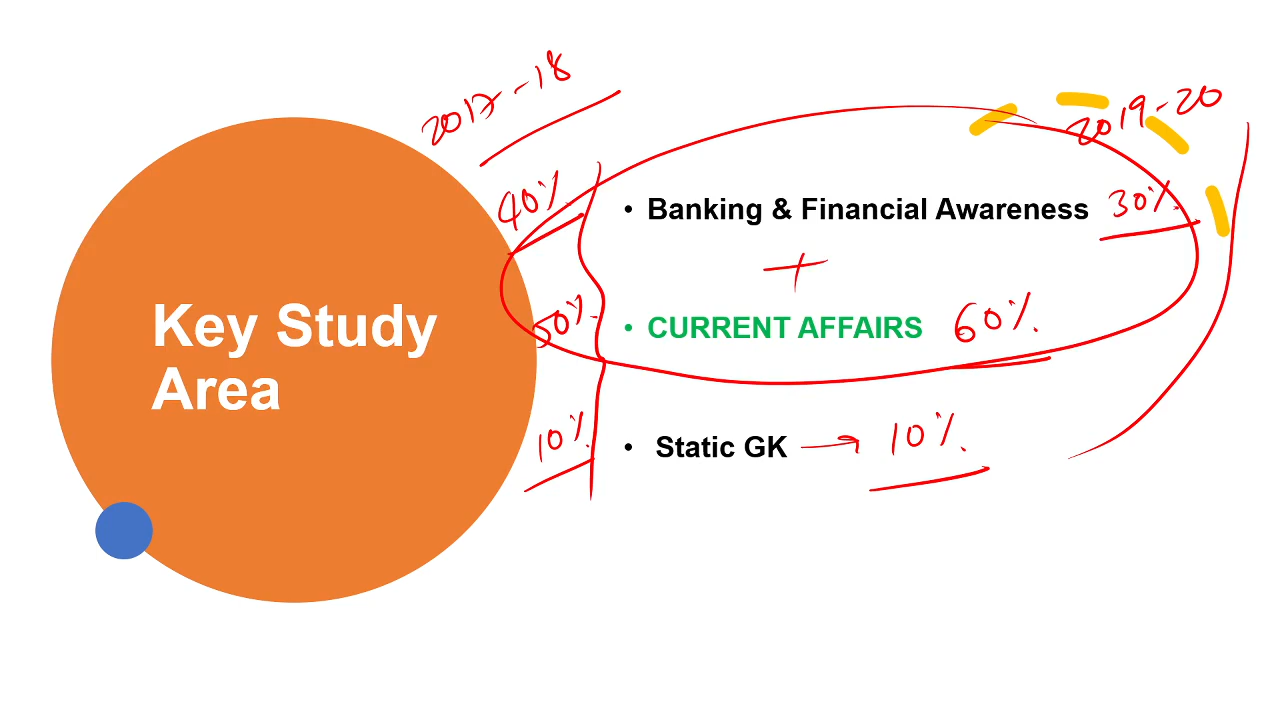 2017-18
2019-20
40%
• Banking & Financial Awareness 30%
+
Key Study
Area
50%
• CURRENT AFFAIRS 60%
10%
• Static GK → 10%